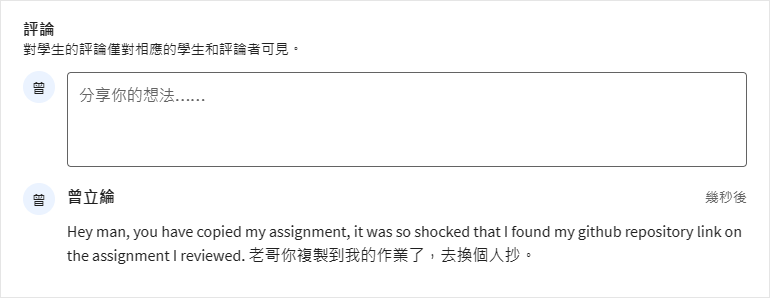 評論
對學生的評論僅對相應的學生和評論者可見。
曾
分享你的想法……
曾
曾立綸
幾秒後
Hey man, you have copied my assignment, it was so shocked that I found my github repository link on
the assignment I reviewed. 老哥你複製到我的作業了，去換個人抄。